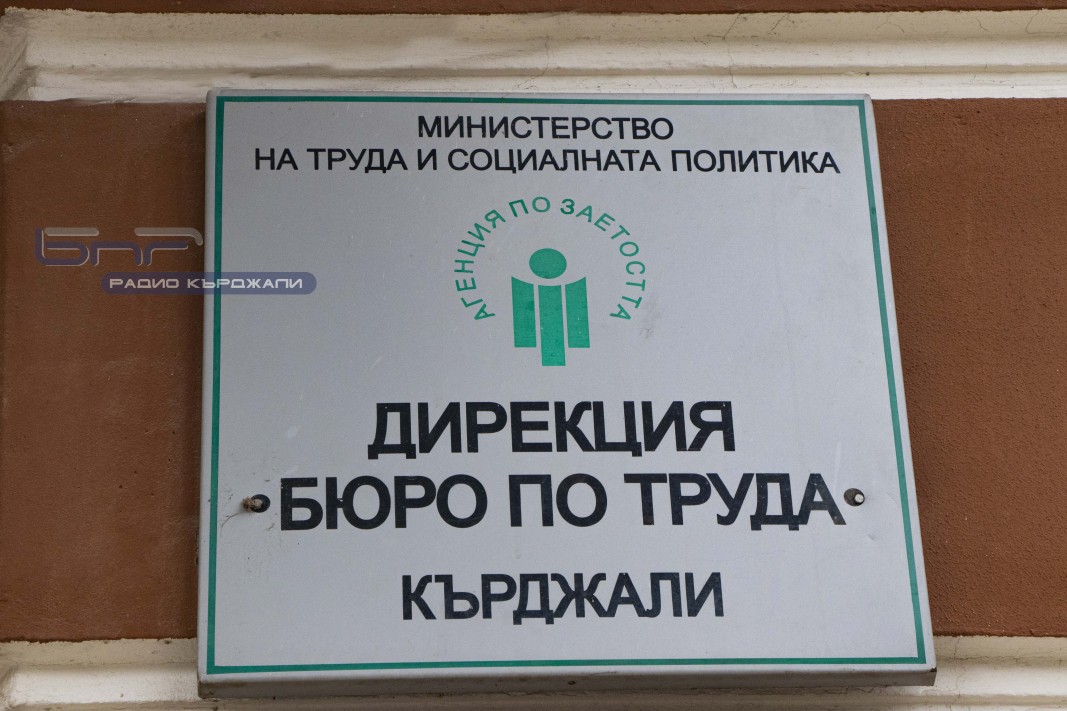 МИНИСТЕРСТВО
НА ТРУДА И СОЦИАЛНАТА ПОЛИТИКА
АГЕНЦИЯ ПО ЗАЕТОСТТА
бнр
РАДИО КЪРДЖАЛИ
ДИРЕКЦИЯ
БЮРО ПО ТРУДА
КЪРДЖАЛИ